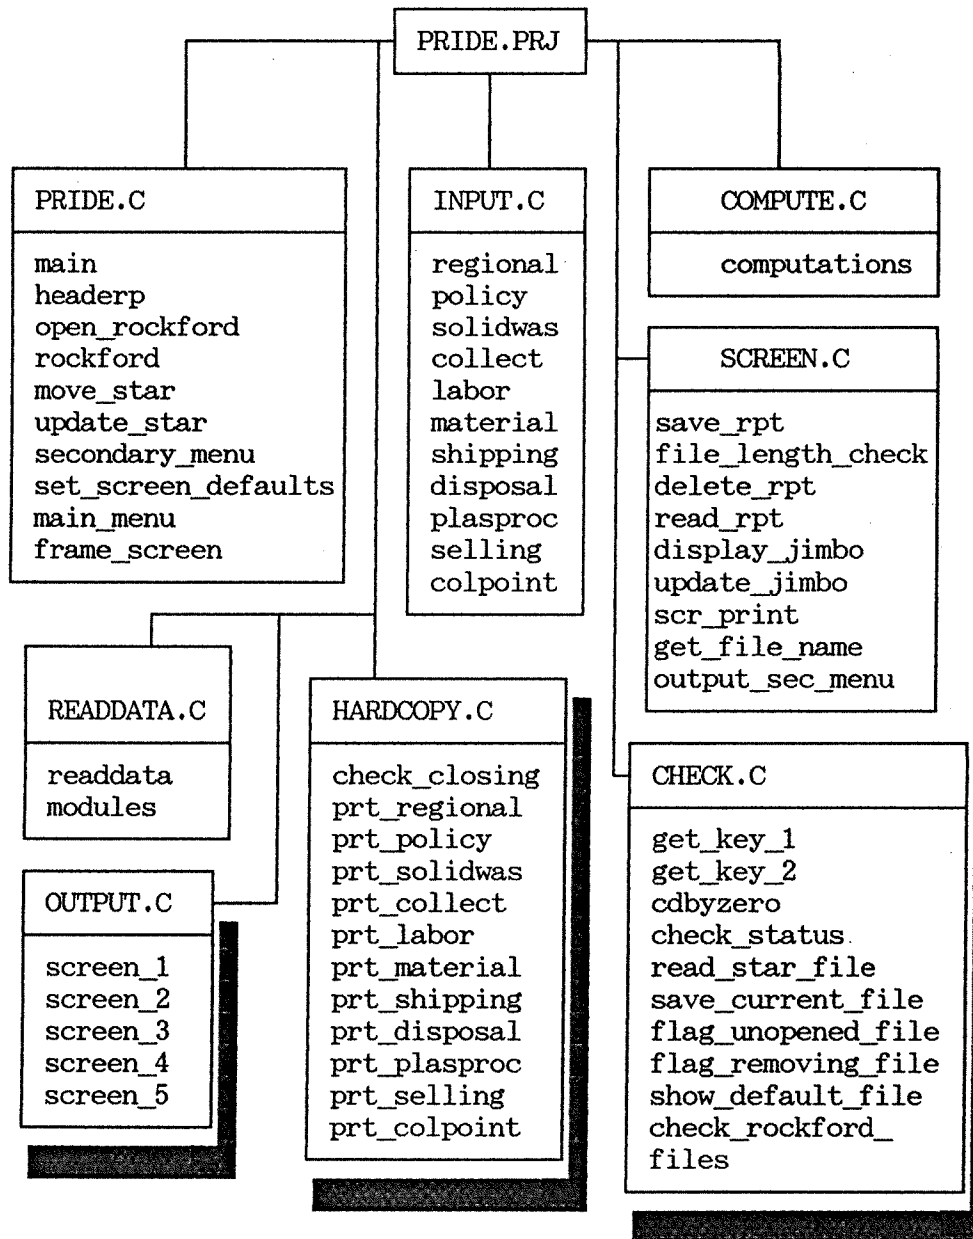 PRIDE.PRJ
PRIDE.C
main
headerp
open_rockford
rockford
move_star
update_star
secondary_menu
set_screen_defaults
main_menu
frame_screen
INPUT.C
regional
policy
solidwas
collect
labor
material
shipping
disposal
plasproc
selling
colpoint
COMPUTE.C
computations
SCREEN.C
save_rpt
file_length_check
delete_rpt
read_rpt
display_jimbo
update_jimbo
scr_print
get_file_name
output_sec_menu
READDATA.C
readdata
modules
OUTPUT.C
screen_1
screen_2
screen_3
screen_4
screen_5
HARDCOPY.C
check_closing
prt_regional
prt_policy
prt_solidwas
prt_collect
prt_labor
prt_material
prt_shipping
prt_disposal
prt_plasproc
prt_selling
prt_colpoint
CHECK.C
get_key_1
get_key_2
cdbyzero
check_status
read_star_file
save_current_file
flag_unopened_file
flag_removing_file
show_default_file
check_rockford_
files